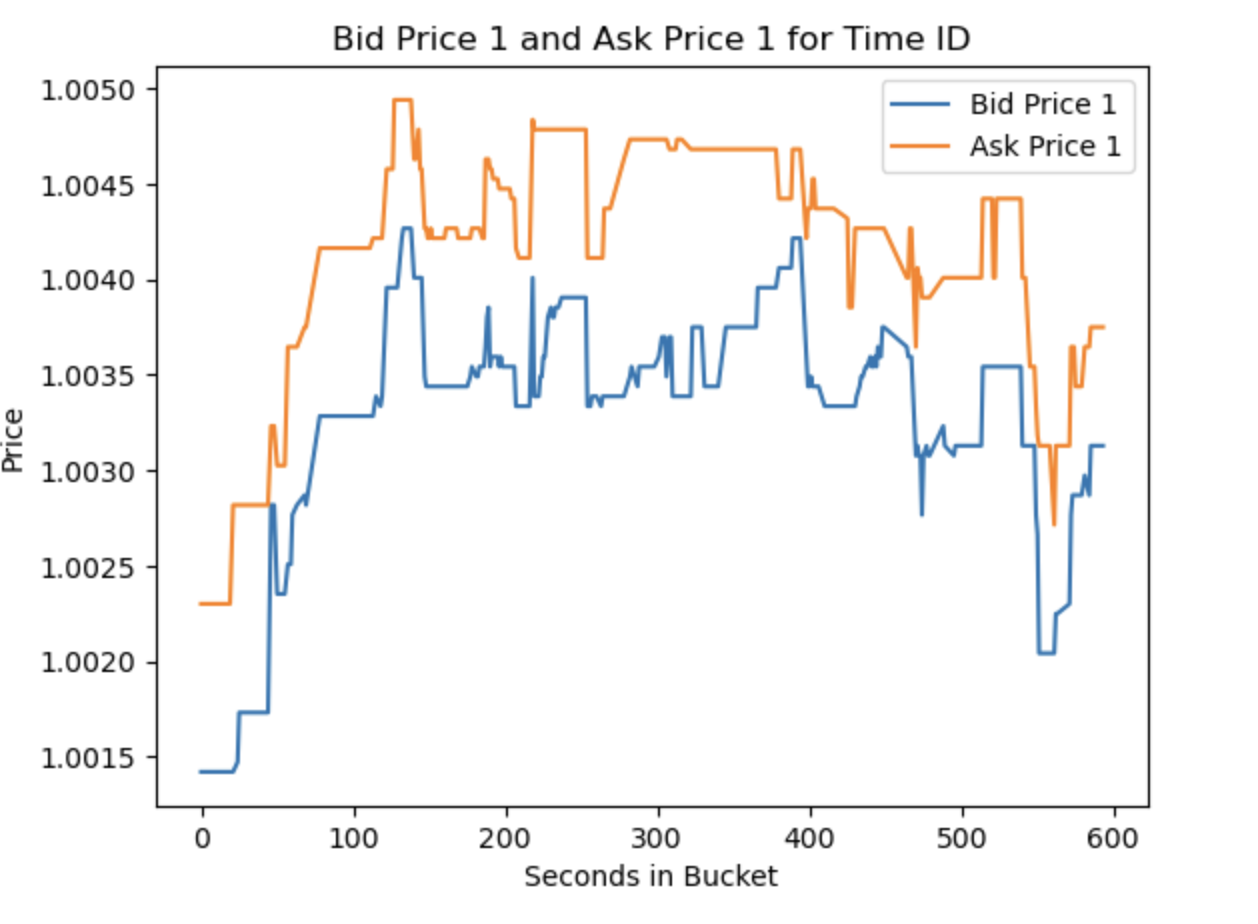 Bid Price 1 and Ask Price 1 for Time ID
Bid Price 1
Ask Price 1
1.0050
1.0045
1.0040
1.0035
1.0030
1.0025
1.0020
1.0015
Price
0 100 200 300 400 500 600
Seconds in Bucket